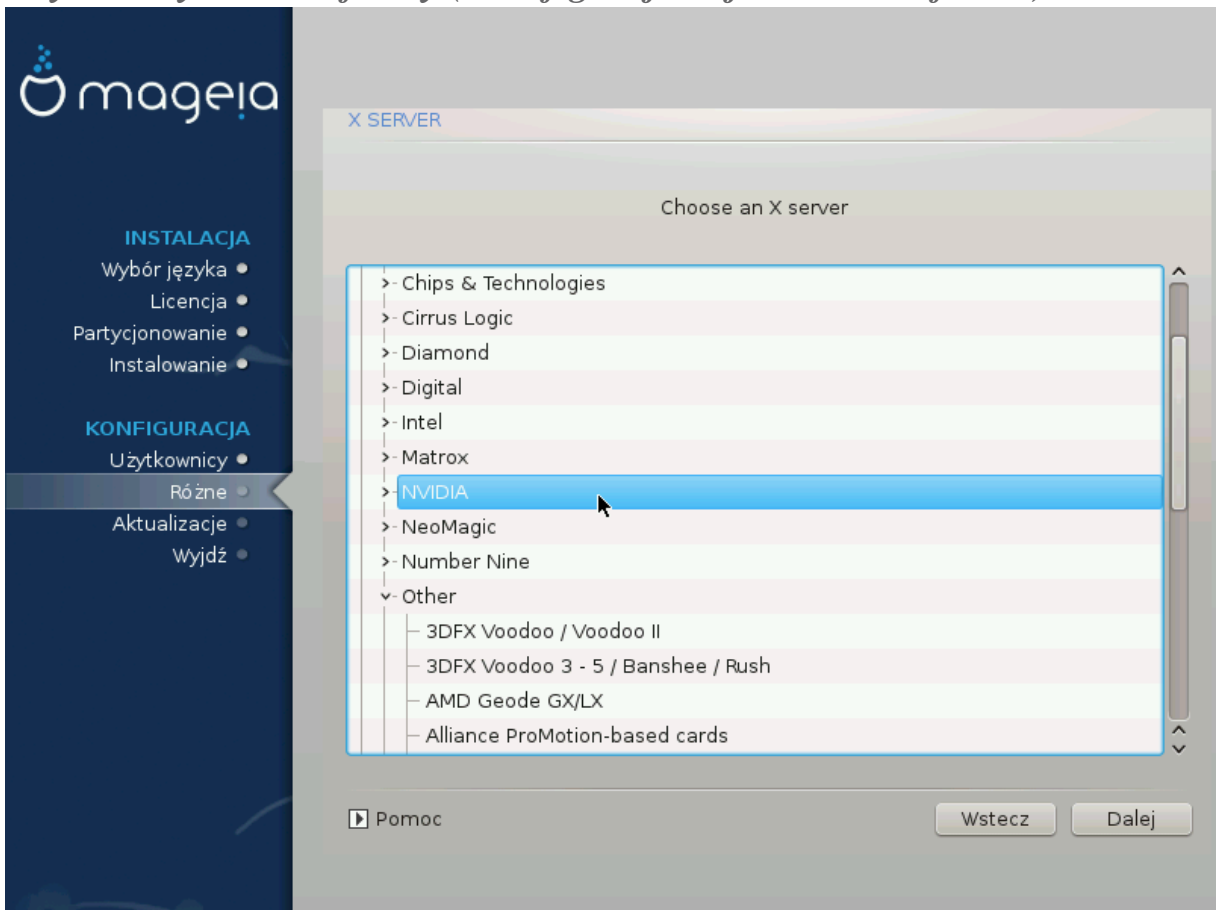 mageia
X SERVER
Choose an X server
INSTALACJA
Wybór języka
Licencja
Partycjonowanie
Instalowanie
KONFIGURACJA
Użytkownicy
Różne
Aktualizacje
Wyjdź
Chips & Technologies
Cirrus Logic
Diamond
Digital
Intel
Matrox
NVIDIA
NeoMagic
Number Nine
Other
3DFX Voodoo / Voodoo II
3DFX Voodoo 3 - 5 / Banshee / Rush
AMD Geode GX/LX
Alliance ProMotion-based cards
Pomoc
Wstecz
Dalej